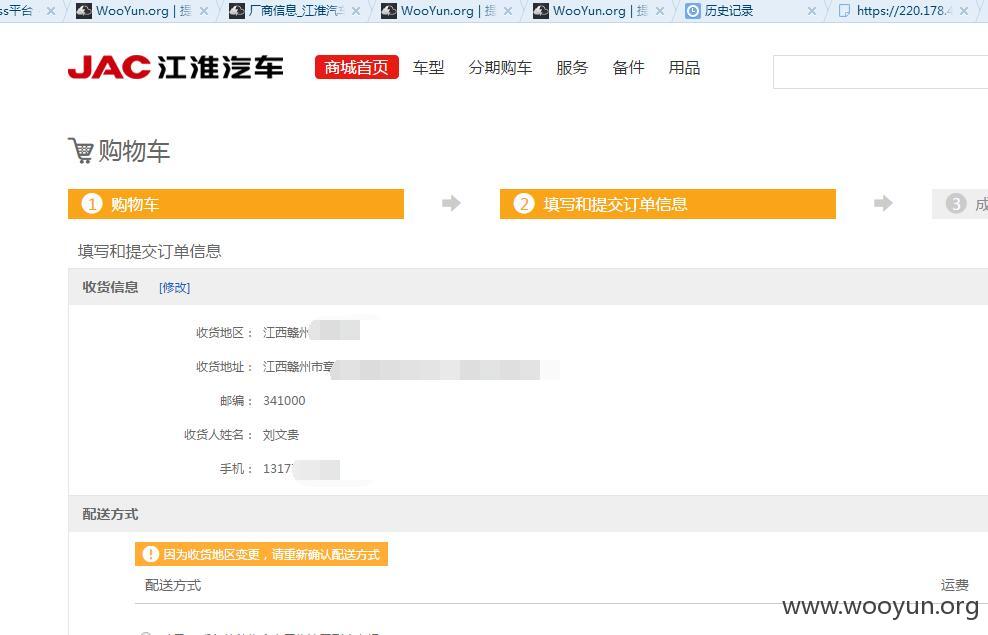 ss平台 WooYun.org | 提 厂商信息_江淮汽车 WooYun.org | 提 WooYun.org | 提 历史记录 https://220.178.4
JAC 江淮汽车 商城首页 车型 分期购车 服务 备件 用品
购物车
1 购物车 2 填写和提交订单信息 3 成
填写和提交订单信息
收货信息 [修改]
收货地区： 江西赣州
收货地址： 江西赣州市章
邮编： 341000
收货人姓名： 刘文贵
手机： 1317
配送方式
因为收货地区变更，请重新确认配送方式
配送方式 运费
www.wooyun.org